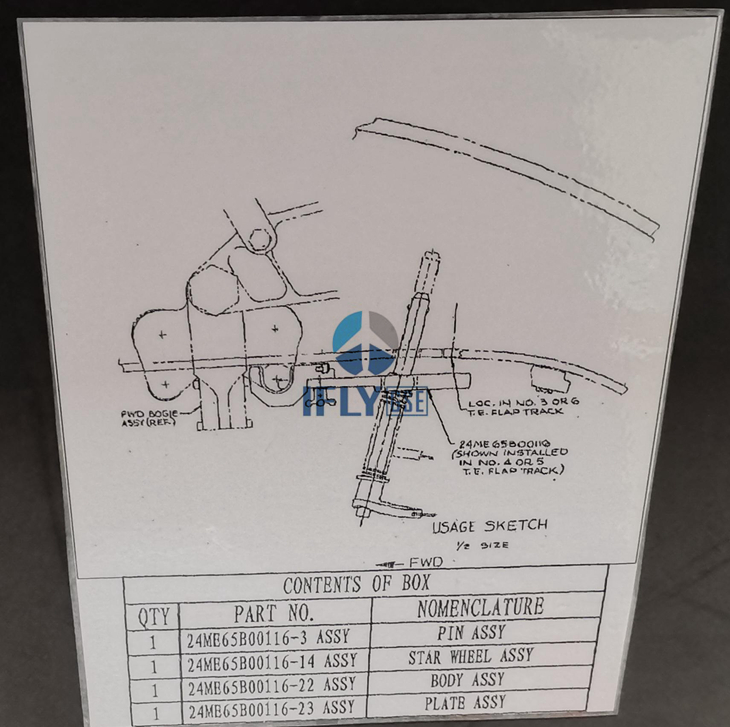 IFLY GSE
FWD BOGIE
ASSY (REF.)
LOC. IN NO. 3 OR 6
T.E. FLAP TRACK
24ME65B00116
(SHOWN INSTALLED
IN NO. 4 OR 5
T.E. FLAP TRACK)
USAGE SKETCH
1/2 SIZE
FWD
CONTENTS OF BOX
QTY PART NO. NOMENCLATURE
1 24ME65B00116-3 ASSY PIN ASSY
1 24ME65B00116-14 ASSY STAR WHEEL ASSY
1 24ME65B00116-22 ASSY BODY ASSY
1 24ME65B00116-23 ASSY PLATE ASSY